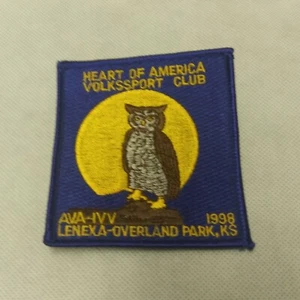 HEART OF AMERICA
VOLKSSPORT CLUB
AVA-IVV 1998
LENEXA-OVERLAND PARK, KS